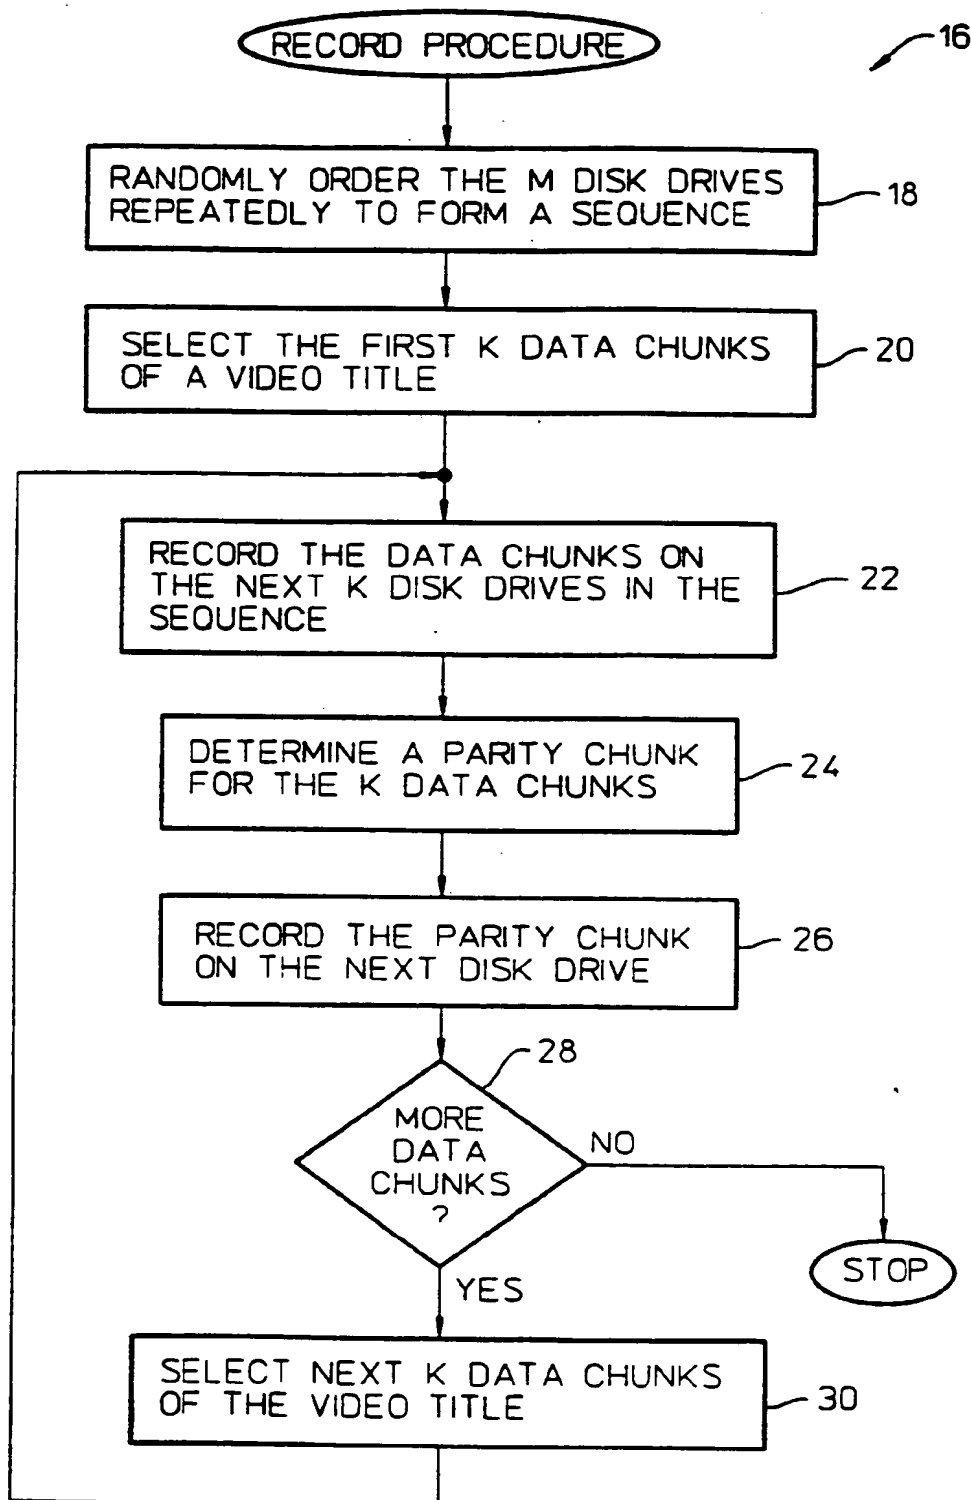 RECORD PROCEDURE
16
RANDOMLY ORDER THE M DISK DRIVES
REPEATEDLY TO FORM A SEQUENCE
18
SELECT THE FIRST K DATA CHUNKS
OF A VIDEO TITLE
20
RECORD THE DATA CHUNKS ON
THE NEXT K DISK DRIVES IN THE
SEQUENCE
22
DETERMINE A PARITY CHUNK
FOR THE K DATA CHUNKS
24
RECORD THE PARITY CHUNK
ON THE NEXT DISK DRIVE
26
28
MORE
DATA
CHUNKS
?
NO
STOP
YES
SELECT NEXT K DATA CHUNKS
OF THE VIDEO TITLE
30